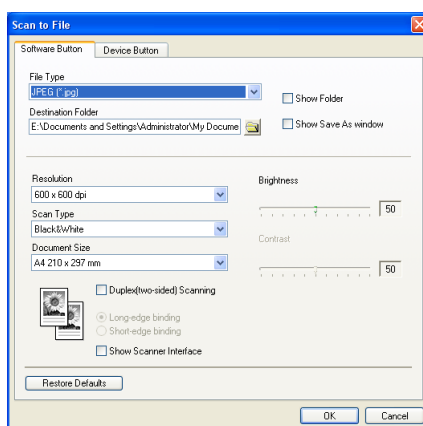 Scan to File
Software Button
Device Button
File Type
JPEG (*.jpg)
Show Folder
Destination Folder
E:\Documents and Settings\Administrator\My Docume
Show Save As window
Resolution
Brightness
600 x 600 dpi
50
Scan Type
Black&White
Contrast
Document Size
A4 210 x 297 mm
50
Duplex(two-sided) Scanning
Long-edge binding
Short-edge binding
Show Scanner Interface
Restore Defaults
OK
Cancel